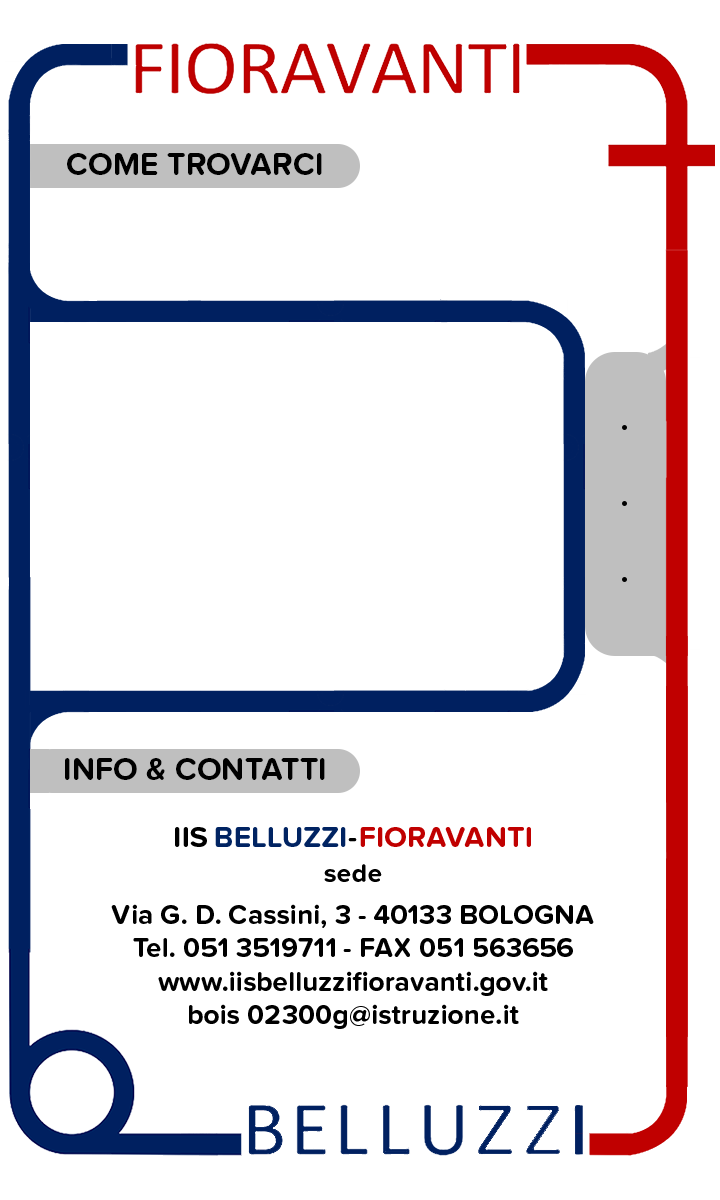 FIORAVANTI
COME TROVARCI
•
•
•
INFO & CONTATTI
IIS BELLUZZI-FIORAVANTI
sede
Via G. D. Cassini, 3 - 40133 BOLOGNA
Tel. 051 3519711 - FAX 051 563656
www.iisbelluzzifioravanti.gov.it
bois 02300g@istruzione.it
BELLUZZI